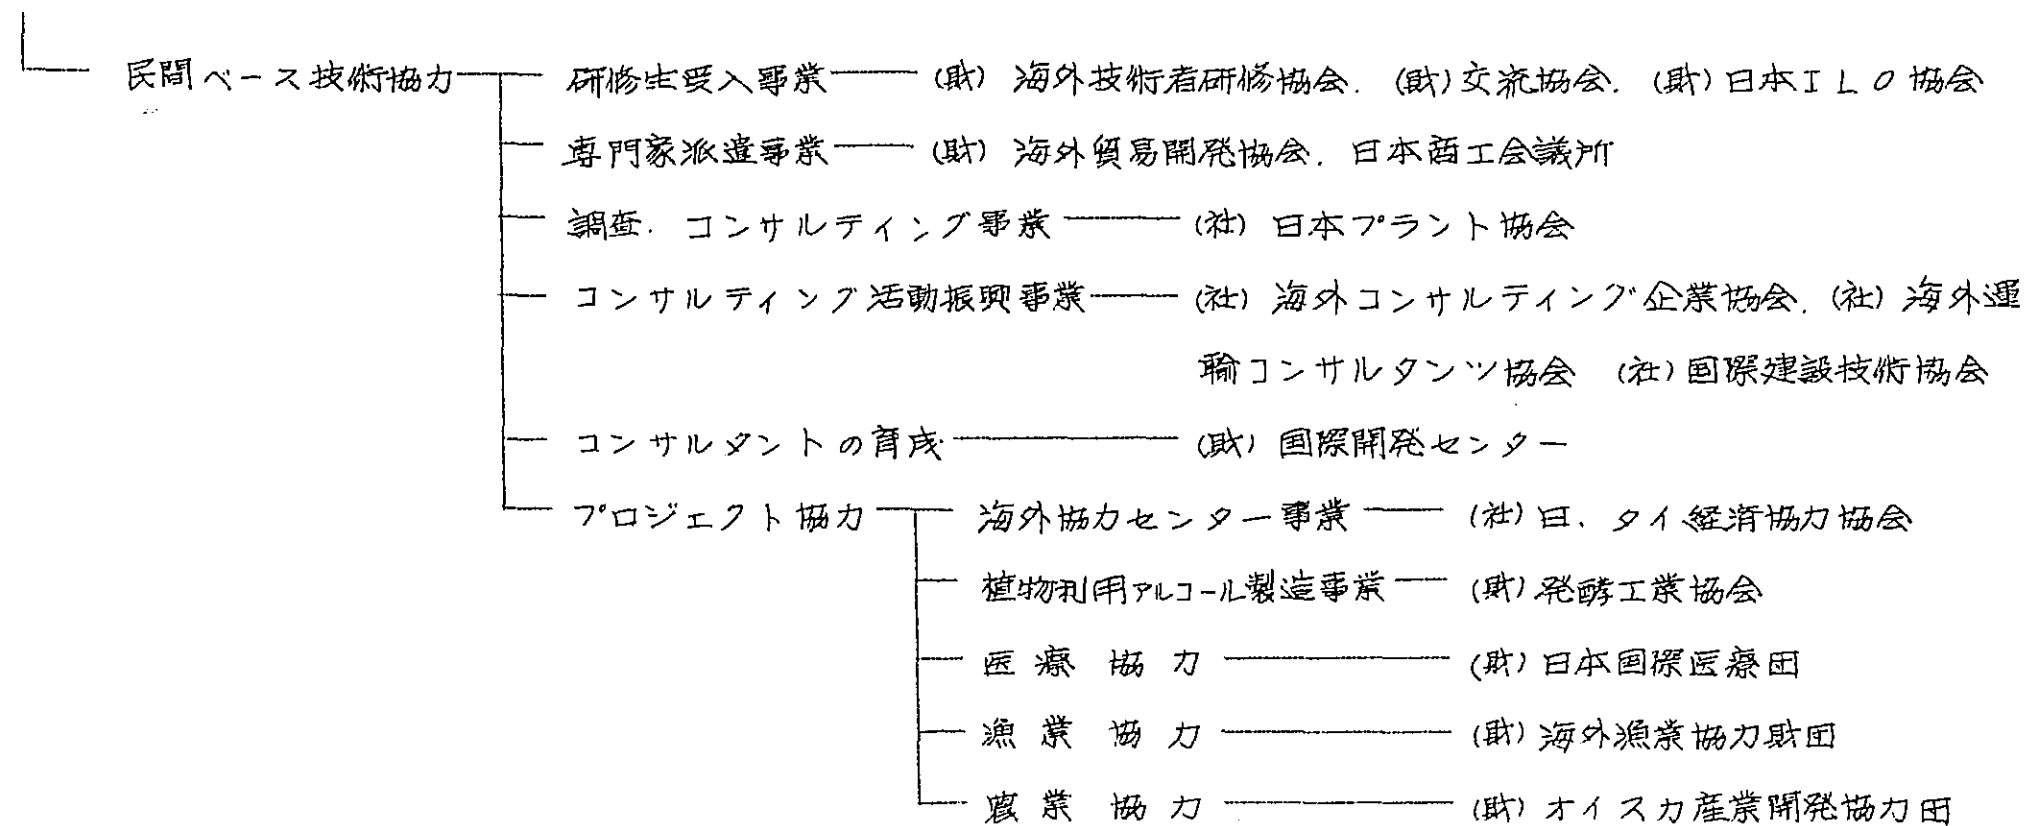 民間ベース技術協力 研修生受入事業 (財) 海外技術者研修協会. (財)交流協会. (財)日本ILO協会
専門家派遣事業 (財) 海外貿易開発協会. 日本商工会議所
調査. コンサルティング事業 (社) 日本プラント協会
コンサルティング活動振興事業 (社) 海外コンサルティング企業協会. (社) 海外運
輸コンサルタンツ協会 (社)国際建設技術協会
コンサルタントの育成 (財) 国際開発センター
プロジェクト協力 海外協力センター事業 (社)日、タイ経済協力協会
植物利用アルコール製造事業 (財)発酵工業協会
医療協力 (財)日本国際医療団
漁業協力 (財)海外漁業協力財団
農業協力 (財)オイスカ産業開発協力団